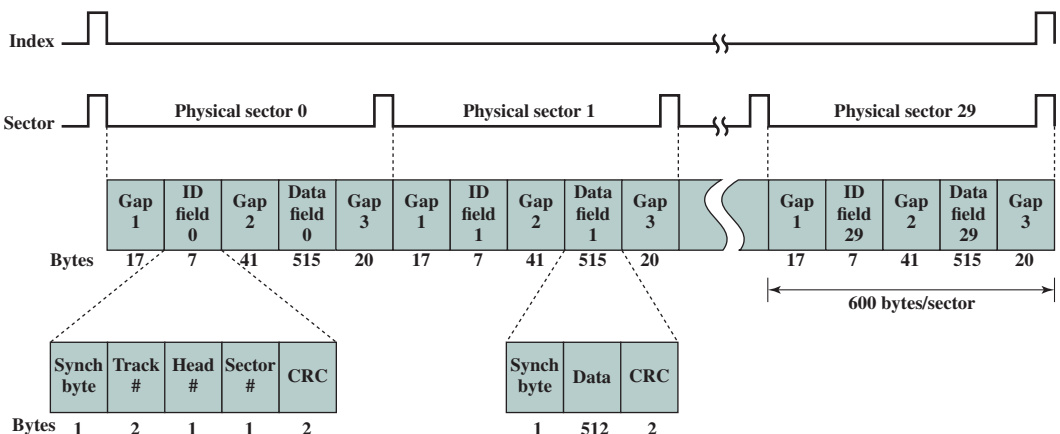 Index
Sector
Physical sector 0
Physical sector 1
Physical sector 29
Gap 1
ID field 0
Gap 2
Data field 0
Gap 3
Gap 1
ID field 1
Gap 2
Data field 1
Gap 3
Gap 1
ID field 29
Gap 2
Data field 29
Gap 3
Bytes 17 7 41 515 20 17 7 41 515 20 17 7 41 515 20
600 bytes/sector
Synch byte
Track #
Head #
Sector #
CRC
Synch byte
Data
CRC
Bytes 1 2 1 1 2 1 512 2